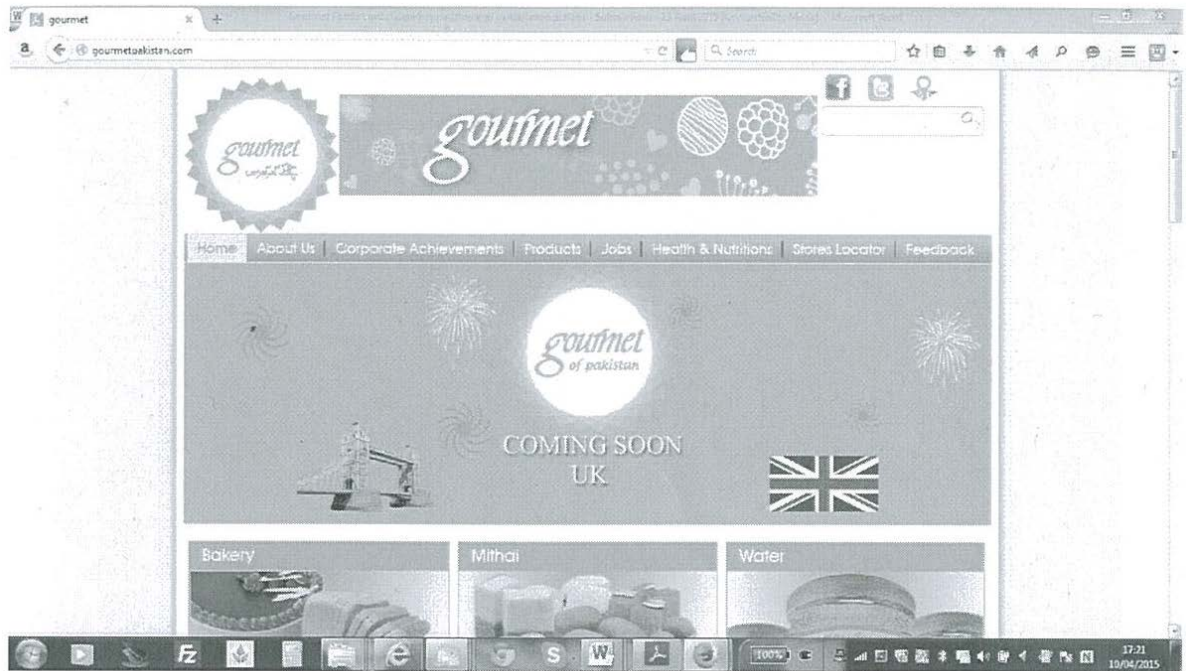 gourmet
gourmetpakistan.com
Search
gourmet
gourmet
Home
About Us
Corporate Achievements
Products
Jobs
Health & Nutritions
Stores Locator
Feedback
gourmet
of pakistan
COMING SOON
UK
Bakery
Mithai
Water
100%
17:21
10/04/2015